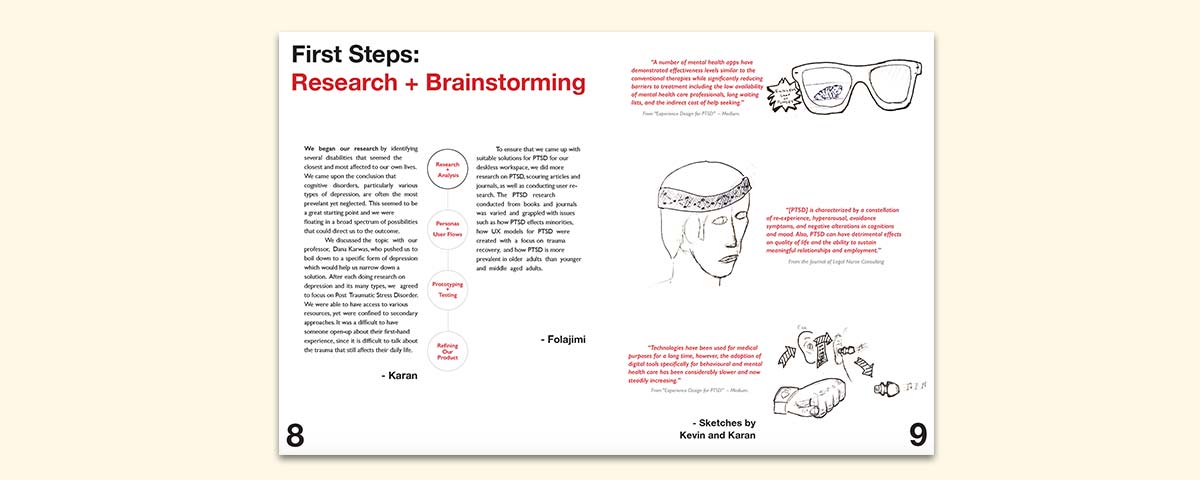 First Steps:
Research + Brainstorming
We began our research by identifying
several disabilities that seemed the
closest and most affected to our own lives.
We came upon the conclusion that
cognitive disorders, particularly various
types of depression, are often the most
prevelant yet neglected. This seemed to be
a great starting point and we were
floating in a broad spectrum of possibilities
that could direct us to the outcome.
We discussed the topic with our
professor, Dana Karwas, who pushed us to
boil down to a specific form of depression
which would help us narrow down a
solution. After each doing research on
depression and its many types, we agreed
to focus on Post Traumatic Stress Disorder.
We were able to have access to various
resources, yet were confined to secondary
approaches. It was a difficult to have
someone open-up about their first-hand
experience, since it is difficult to talk about
the trauma that still affects their daily life.
- Karan
Research
+
Analysis
Personas
+
User Flows
Prototyping
+
Testing
Refining
Our
Product
To ensure that we came up with
suitable solutions for PTSD for our
deskless workspace, we did more
research on PTSD, scouring articles and
journals, as well as conducting user re-
search. The PTSD research
conducted from books and journals
was varied and grappled with issues
such as how PTSD effects minorities,
how UX models for PTSD were
created with a focus on trauma
recovery, and how PTSD is more
prevalent in older adults than younger
and middle aged adults.
- Folajimi
8
"A number of mental health apps have
demonstrated effectiveness levels similar to the
conventional therapies while significantly reducing
barriers to treatment including the low availability
of mental health care professionals, long waiting
lists, and the indirect cost of help seeking."
From "Experience Design for PTSD" – Medium.
"[PTSD] is characterized by a constellation
of re-experience, hyperarousal, avoidance
symptoms, and negative alterations in cognitions
and mood. Also, PTSD can have detrimental effects
on quality of life and the ability to sustain
meaningful relationships and employment."
From the Journal of Legal Nurse Consulting
"Technologies have been used for medical
purposes for a long time, however, the adoption of
digital tools specifically for behavioural and mental
health care has been considerably slower and now
steadily increasing."
From "Experience Design for PTSD" – Medium.
Ear
- Sketches by
Kevin and Karan
9